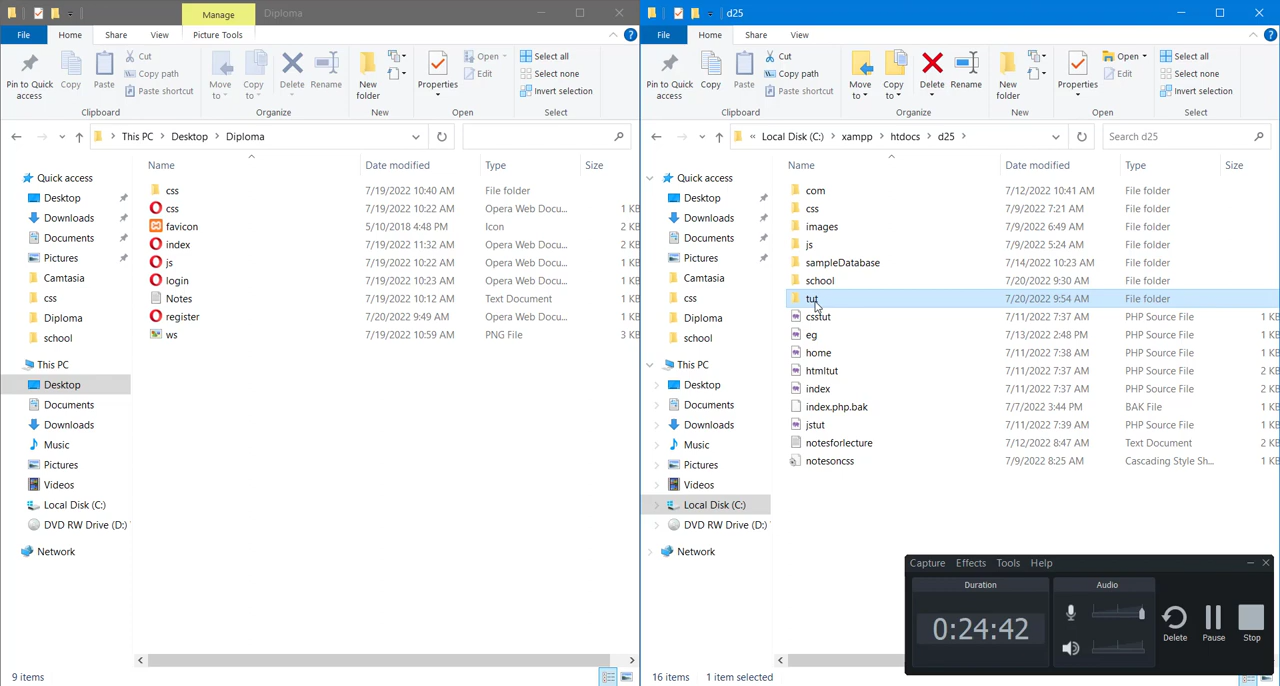 Manage
Diploma
File
Home
Share
View
Picture Tools
Pin to Quick
access
Copy
Paste
Cut
Copy path
Paste shortcut
Clipboard
Move
to
Copy
to
Delete
Rename
Organize
New
folder
New
Properties
Open
Edit
Open
Select all
Select none
Invert selection
Select
This PC
Desktop
Diploma
Name
Date modified
Type
Size
Quick access
Desktop
Downloads
Documents
Pictures
Camtasia
css
Diploma
school
This PC
Desktop
Documents
Downloads
Music
Pictures
Videos
Local Disk (C:)
DVD RW Drive (D:)
Network
css 7/19/2022 10:40 AM File folder
css 7/19/2022 10:22 AM Opera Web Docu... 1 KB
favicon 5/10/2018 4:48 PM Icon 2 KB
index 7/19/2022 11:32 AM Opera Web Docu... 2 KB
js 7/19/2022 10:22 AM Opera Web Docu... 1 KB
login 7/19/2022 10:23 AM Opera Web Docu... 1 KB
Notes 7/19/2022 10:12 AM Text Document 2 KB
register 7/20/2022 9:49 AM Opera Web Docu... 1 KB
ws 7/19/2022 10:59 AM PNG File 3 KB
9 items
d25
File
Home
Share
View
Pin to Quick
access
Copy
Paste
Cut
Copy path
Paste shortcut
Clipboard
Move
to
Copy
to
Delete
Rename
Organize
New
folder
New
Properties
Open
Edit
Open
Select all
Select none
Invert selection
Select
« Local Disk (C:)
xampp
htdocs
d25
Search d25
Name
Date modified
Type
Size
Quick access
Desktop
Downloads
Documents
Pictures
Camtasia
css
Diploma
school
This PC
Desktop
Documents
Downloads
Music
Pictures
Videos
Local Disk (C:)
DVD RW Drive (D:)
Network
com 7/12/2022 10:41 AM File folder
css 7/9/2022 7:21 AM File folder
images 7/9/2022 6:49 AM File folder
js 7/9/2022 5:24 AM File folder
sampleDatabase 7/14/2022 10:23 AM File folder
school 7/20/2022 9:30 AM File folder
tut 7/20/2022 9:54 AM File folder
csstut 7/11/2022 7:37 AM PHP Source File 1 KB
eg 7/13/2022 2:48 PM PHP Source File 1 KB
home 7/11/2022 7:38 AM PHP Source File 1 KB
htmltut 7/11/2022 7:37 AM PHP Source File 2 KB
index 7/11/2022 7:37 AM PHP Source File 2 KB
index.php.bak 7/7/2022 3:44 PM BAK File 1 KB
jstut 7/11/2022 7:39 AM PHP Source File 1 KB
notesforlecture 7/12/2022 8:47 AM Text Document 2 KB
notesoncss 7/9/2022 8:25 AM Cascading Style Sh... 1 KB
16 items
1 item selected
Capture
Effects
Tools
Help
Duration
Audio
0:24:42
Delete
Pause
Stop